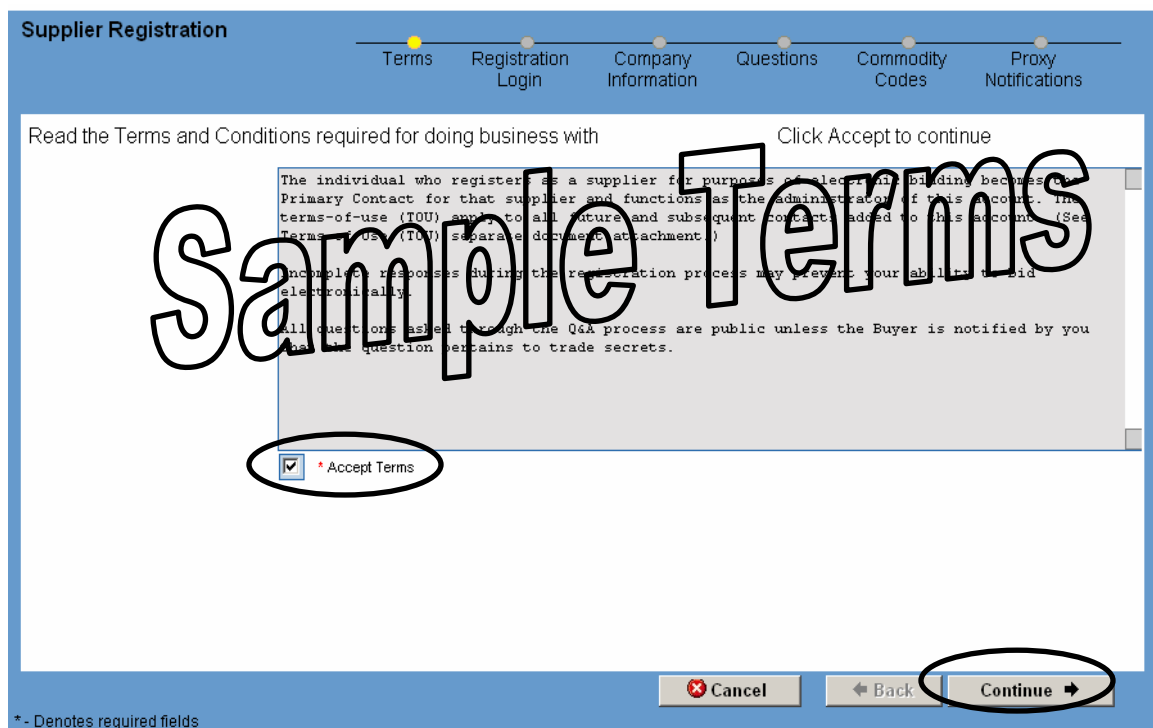 Supplier Registration
Terms
Registration Login
Company Information
Questions
Commodity Codes
Proxy Notifications
Read the Terms and Conditions required for doing business with Click Accept to continue
The individual who registers as a supplier for purposes of electronic bidding becomes the
Primary Contact for that supplier and functions as the administrator of this account. The
terms-of-use (TOU) apply to all future and subsequent contacts added to this account. (See
Terms-of-Use (TOU) separate document attachment.)
Incomplete responses during the registration process may prevent your ability to bid
electronically.
All questions asked through the Q&A process are public unless the Buyer is notified by you
that the question pertains to trade secrets.
Sample Terms
* Accept Terms
Cancel
Back
Continue
* - Denotes required fields